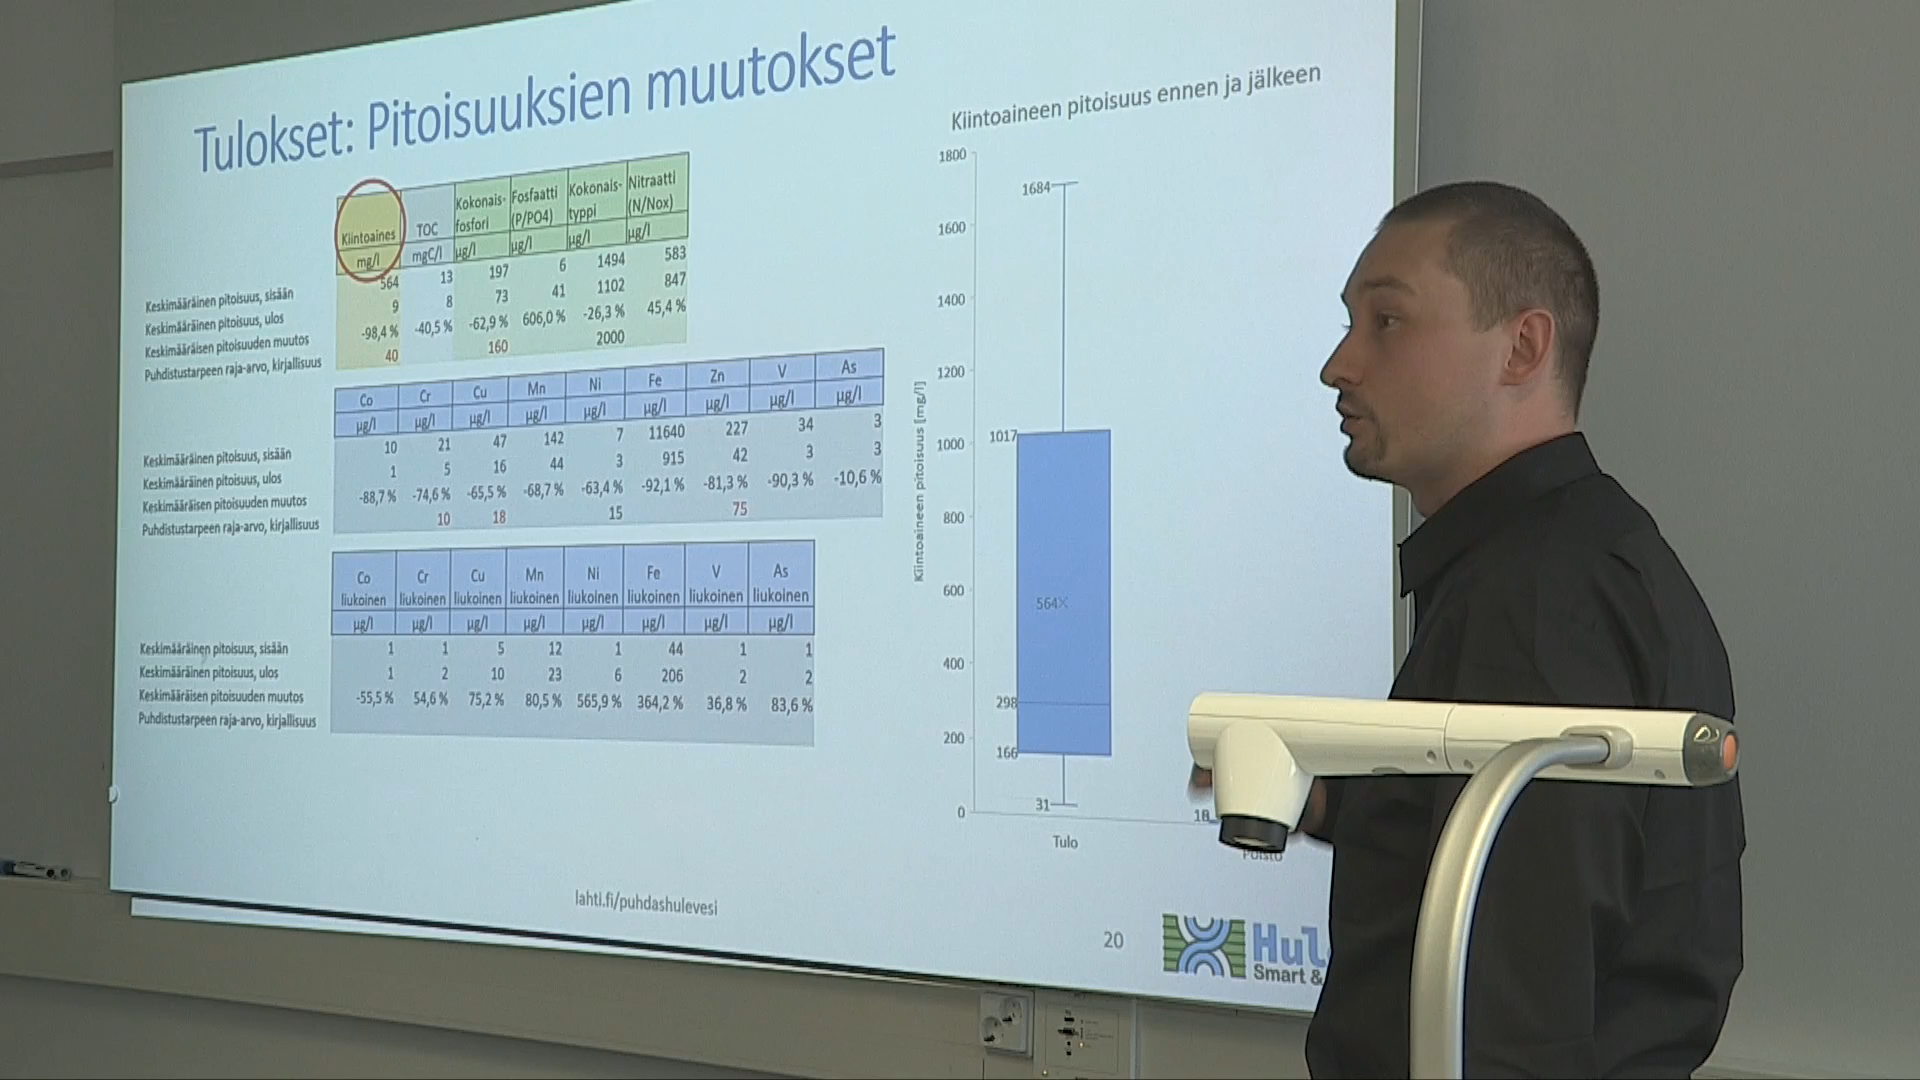 Tulokset: Pitoisuuksien muutokset
Kiintoaines TOC Kokonais-fosfori Fosfaatti (P/PO4) Kokonais-typpi Nitraatti (N/Nox)
mg/l mgC/l µg/l µg/l µg/l µg/l
Keskimääräinen pitoisuus, sisään 564 13 197 6 1494 583
Keskimääräinen pitoisuus, ulos 9 8 73 41 1102 847
Keskimääräisen pitoisuuden muutos -98,4 % -40,5 % -62,9 % 606,0 % -26,3 % 45,4 %
Puhdistustarpeen raja-arvo, kirjallisuus 40 160 2000
Co Cr Cu Mn Ni Fe Zn V As
µg/l µg/l µg/l µg/l µg/l µg/l µg/l µg/l µg/l
Keskimääräinen pitoisuus, sisään 10 21 47 142 7 11640 227 34 3
Keskimääräinen pitoisuus, ulos 1 5 16 44 3 915 42 3 3
Keskimääräisen pitoisuuden muutos -88,7 % -74,6 % -65,5 % -68,7 % -63,4 % -92,1 % -81,3 % -90,3 % -10,6 %
Puhdistustarpeen raja-arvo, kirjallisuus 10 18 15 75
Co liukoinen Cr liukoinen Cu liukoinen Mn liukoinen Ni liukoinen Fe liukoinen V liukoinen As liukoinen
µg/l µg/l µg/l µg/l µg/l µg/l µg/l µg/l
Keskimääräinen pitoisuus, sisään 1 1 5 12 1 44 1 1
Keskimääräinen pitoisuus, ulos 1 2 10 23 6 206 2 2
Keskimääräisen pitoisuuden muutos -55,5 % 54,6 % 75,2 % 80,5 % 565,9 % 364,2 % 36,8 % 83,6 %
Puhdistustarpeen raja-arvo, kirjallisuus
Kiintoaineen pitoisuus ennen ja jälkeen
Kiintoaineen pitoisuus [mg/l]
1800
1600
1400
1200
1000
800
600
400
200
0
1684
1017
564
298
166
31
18
Tulo
Poisto
lahti.fi/puhdashulevesi
20
Smart &